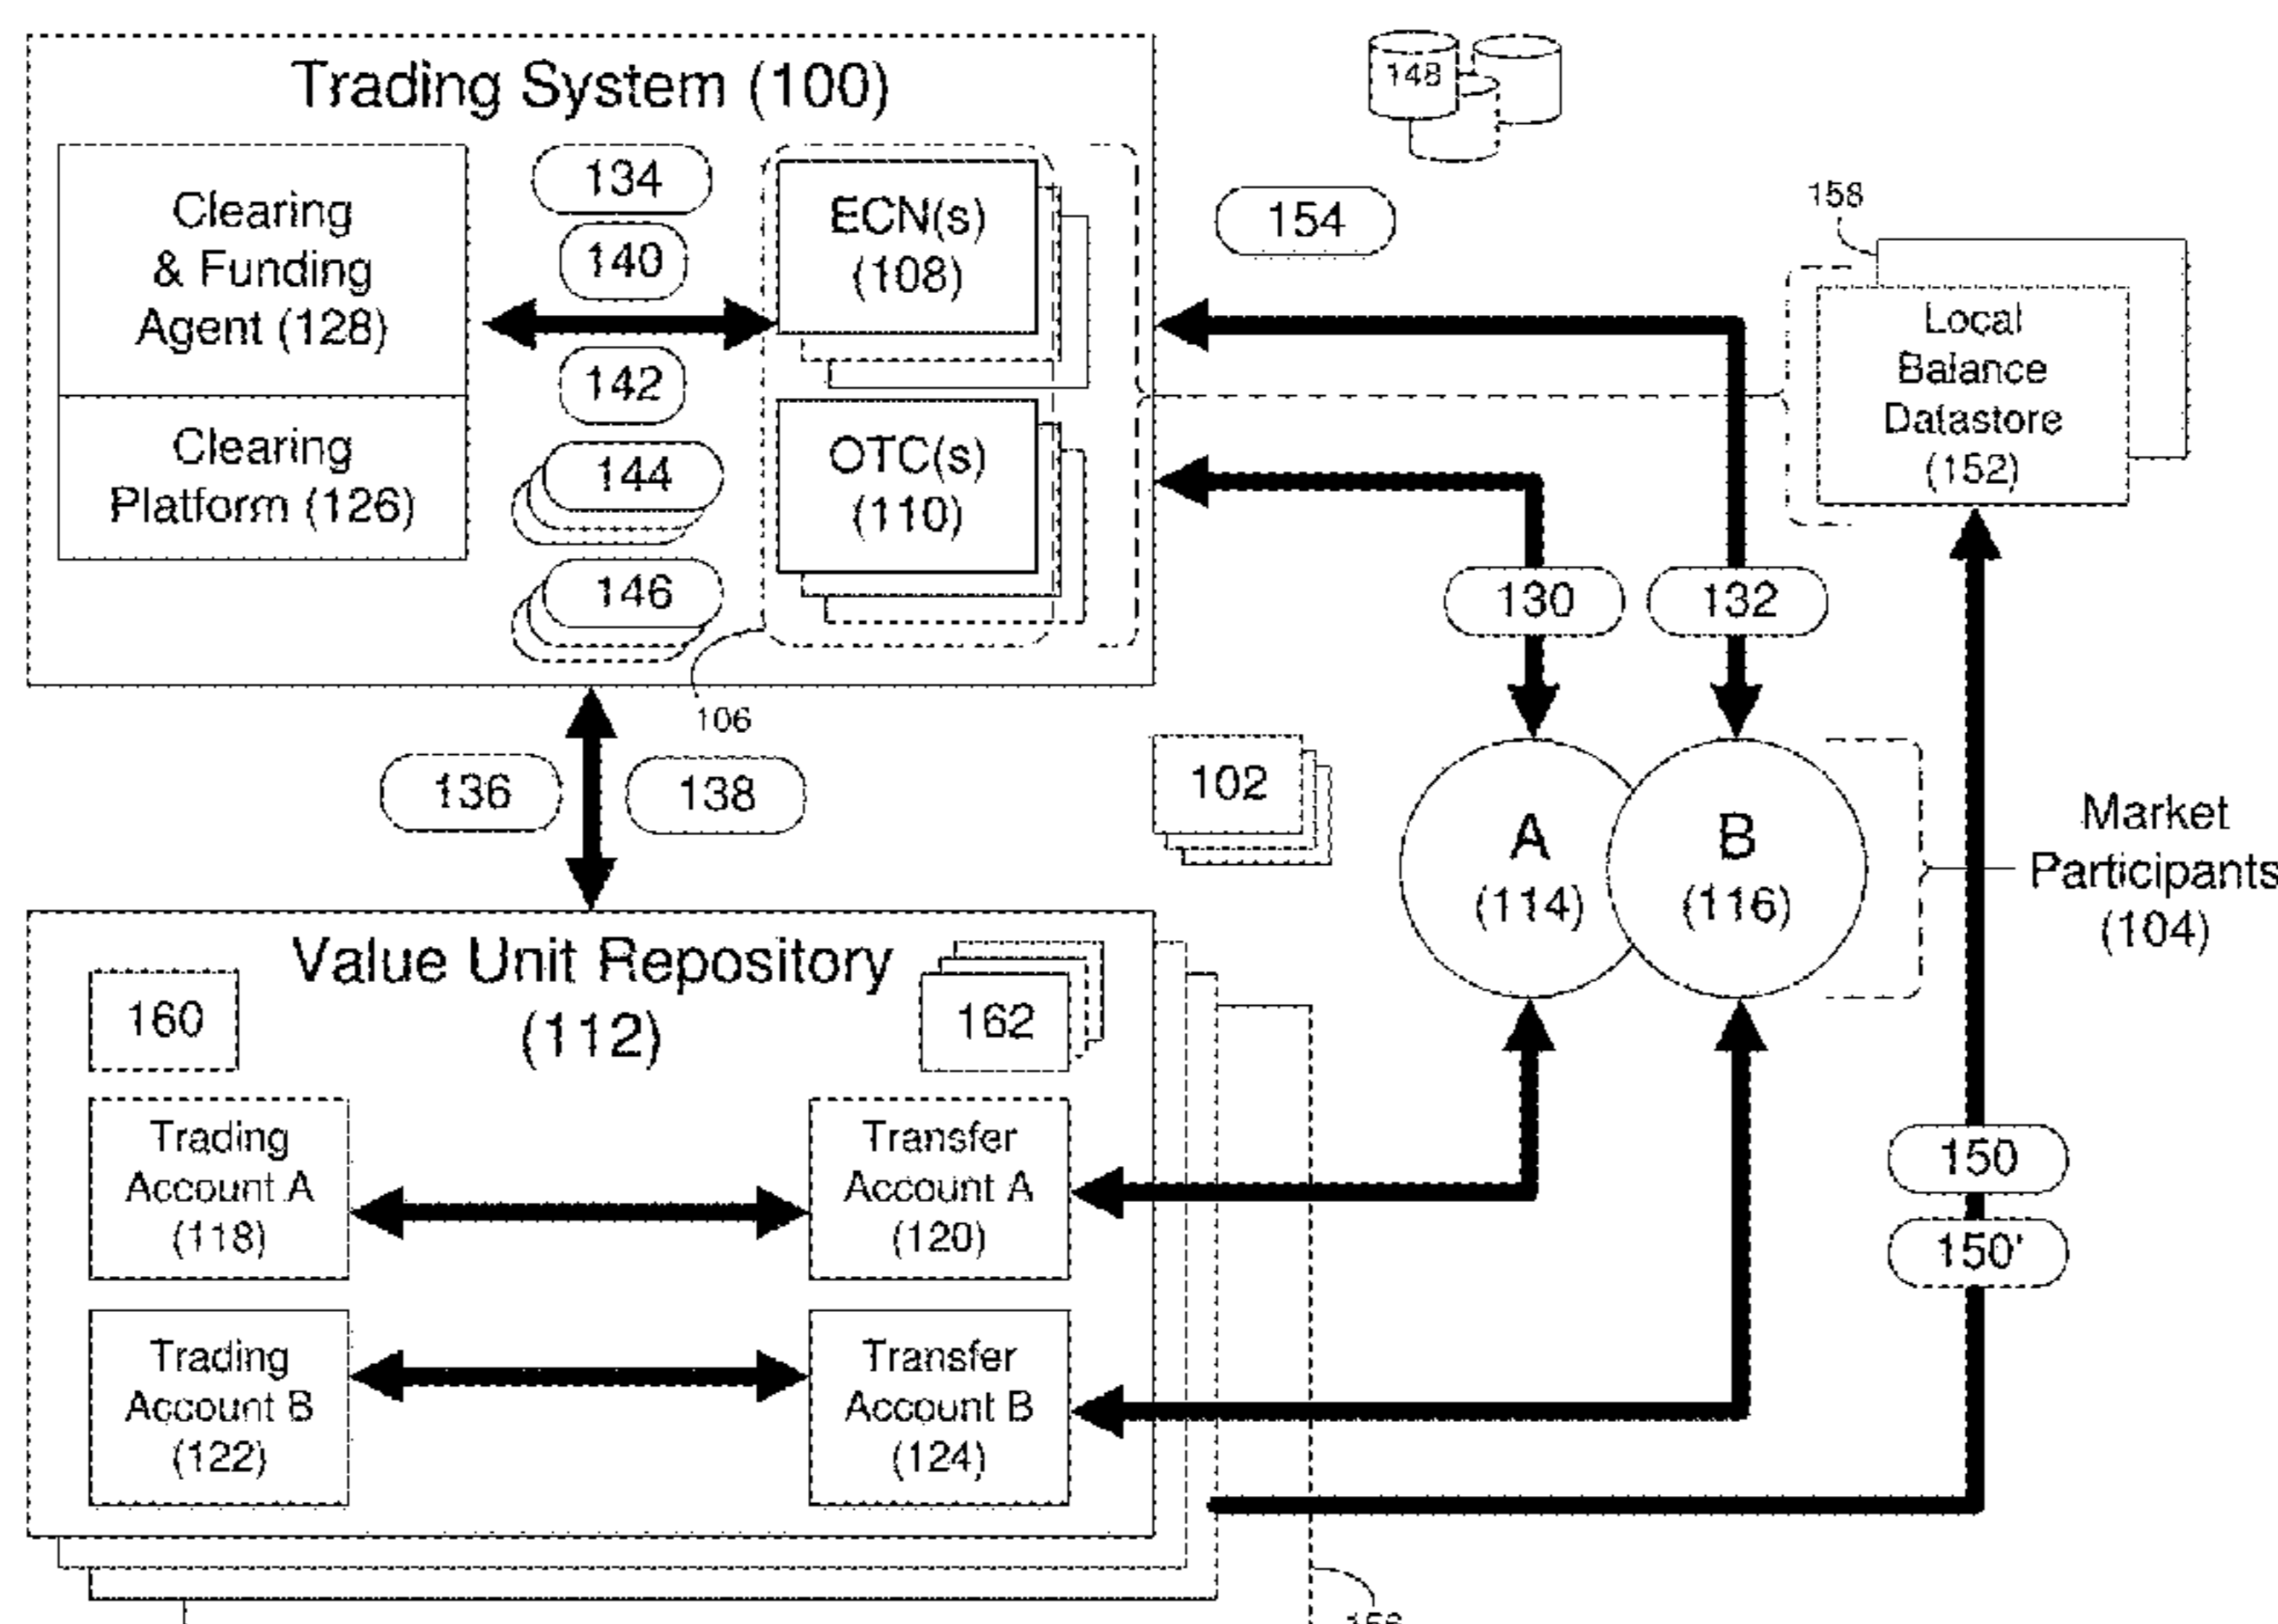 Trading System (100)
Clearing
& Funding
Agent (128)
Clearing
Platform (126)
134
140
142
144
146
ECN(s)
(108)
OTC(s)
(110)
106
148
154
158
Local
Balance
Datastore
(152)
130
132
136
138
102
A
(114)
B
(116)
Market
Participants
(104)
Value Unit Repository
(112)
160
162
Trading
Account A
(118)
Transfer
Account A
(120)
Trading
Account B
(122)
Transfer
Account B
(124)
150
150'